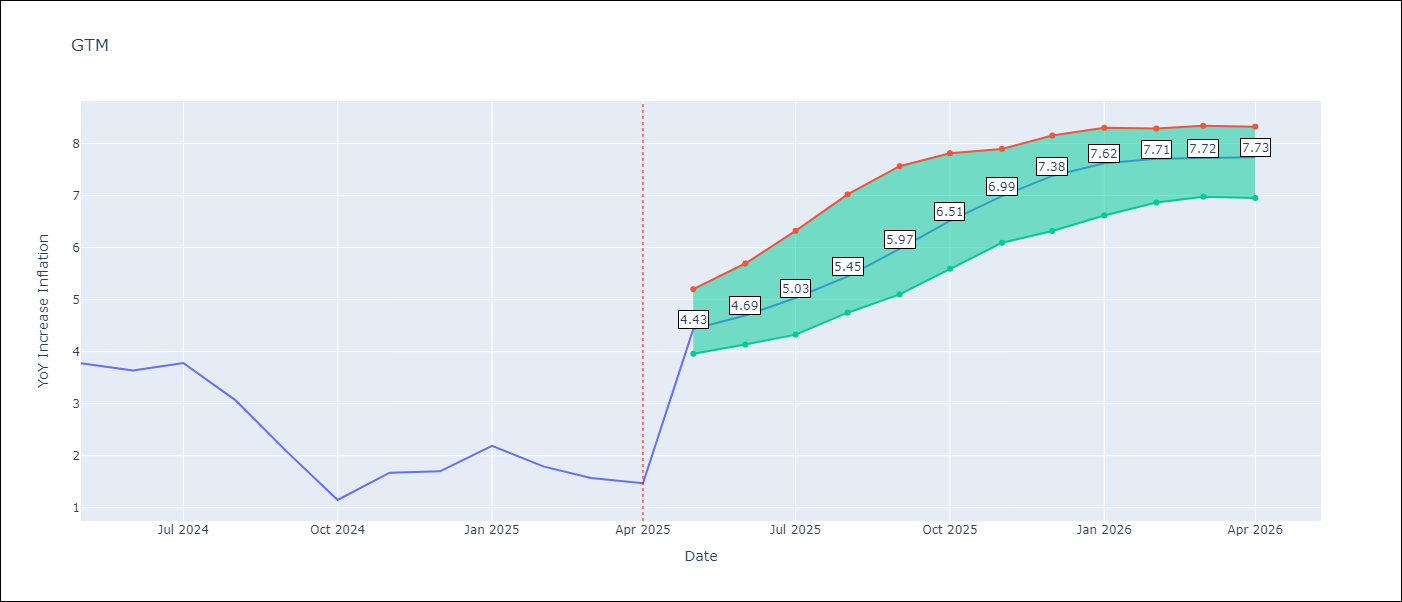 GTM
YoY Increase Inflation
8
7
6
5
4
3
2
1
4.43
4.69
5.03
5.45
5.97
6.51
6.99
7.38
7.62
7.71
7.72
7.73
Jul 2024
Oct 2024
Jan 2025
Apr 2025
Jul 2025
Oct 2025
Jan 2026
Apr 2026
Date